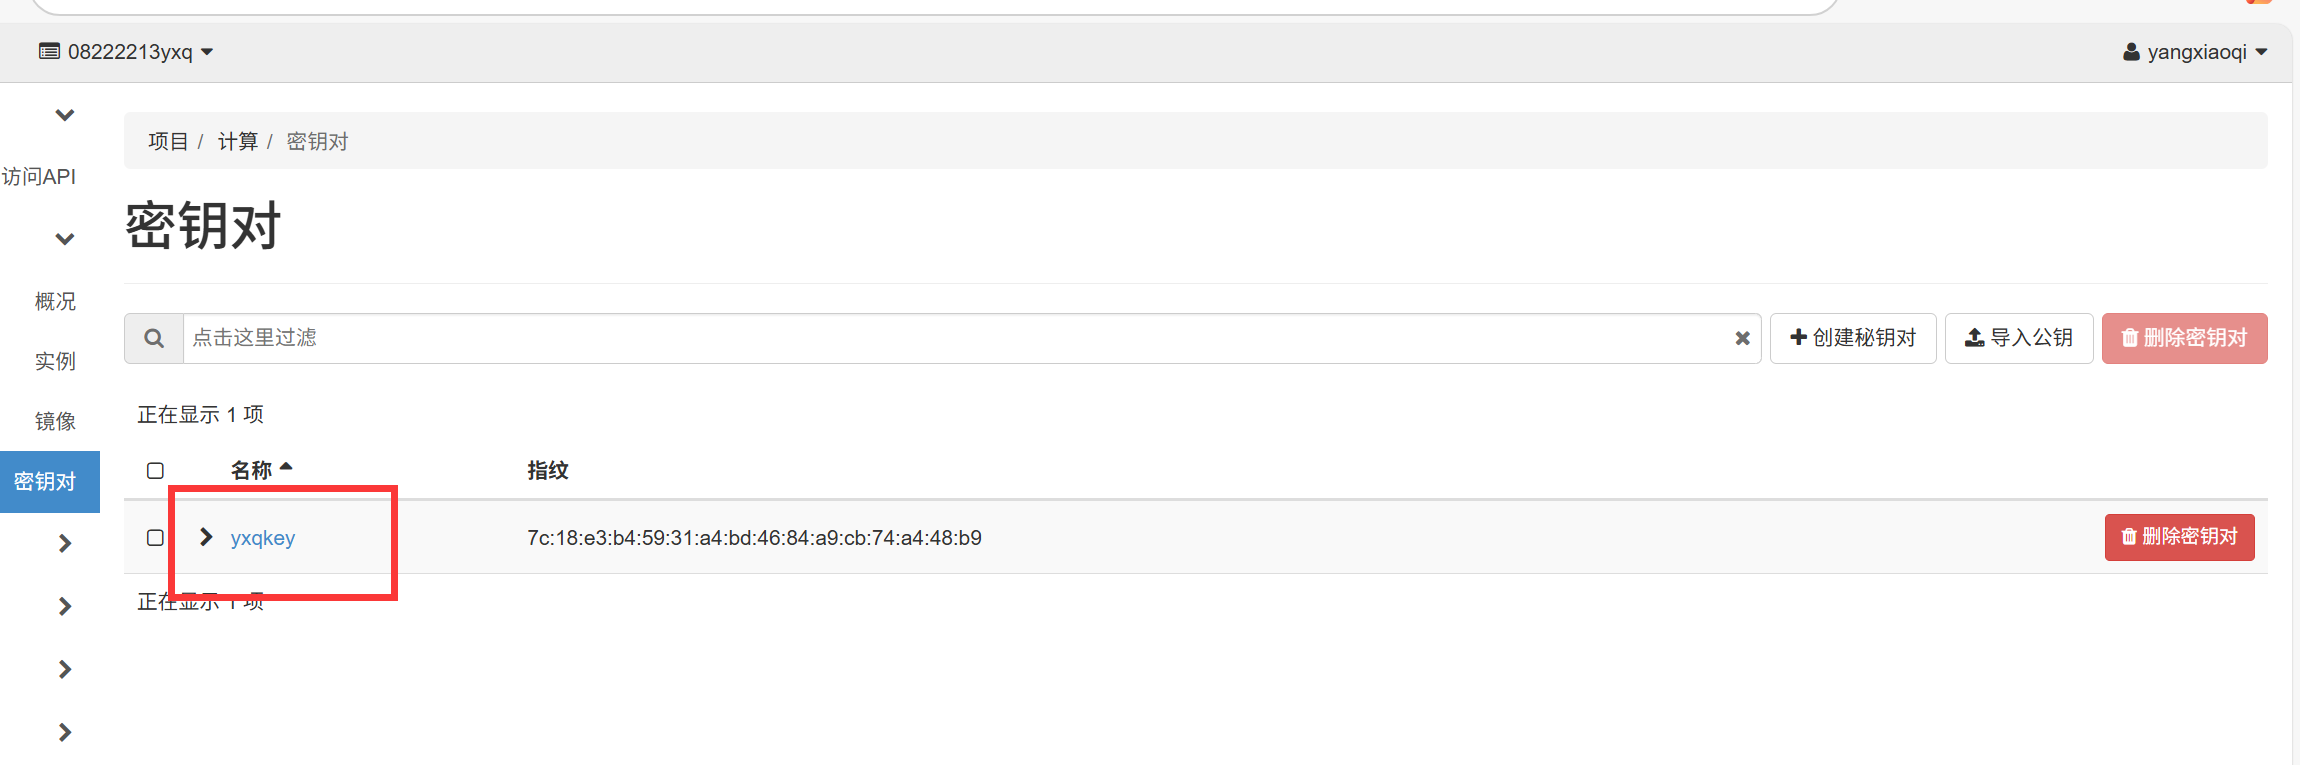 08222213yxq
yangxiaoqi
项目 / 计算 / 密钥对
访问API
密钥对
概况
点击这里过滤
创建秘钥对
导入公钥
删除密钥对
实例
镜像
正在显示 1 项
名称 指纹
密钥对
yxqkey 7c:18:e3:b4:59:31:a4:bd:46:84:a9:cb:74:a4:48:b9 删除密钥对
正在显示 1 项